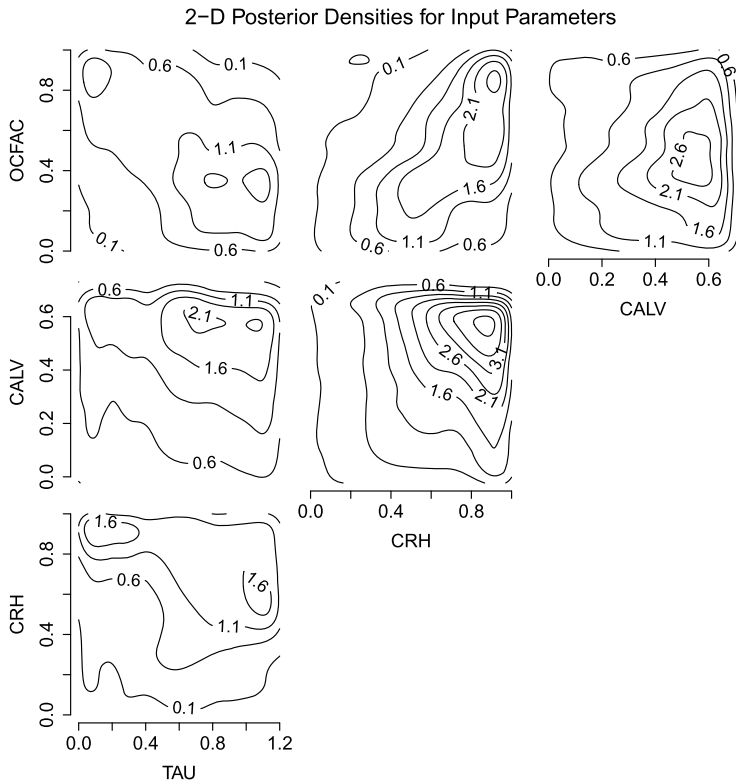 2−D Posterior Densities for Input Parameters
OCFAC
0.0 0.4 0.8
0.6 0.1 1.1 0.1 0.6
0.1 2.1 1.6 0.6 1.1 0.6
0.6 0.6 2.6 2.1 1.6 1.1
0.0 0.2 0.4 0.6
CALV
CALV
0.0 0.2 0.4 0.6
0.6 1.1 2.1 1.6 0.6
0.1 0.6 1.1 2.6 3.1 1.6 2.1
0.0 0.4 0.8
CRH
CRH
0.0 0.4 0.8
1.6 0.6 1.6 1.1 0.1
0.0 0.4 0.8 1.2
TAU